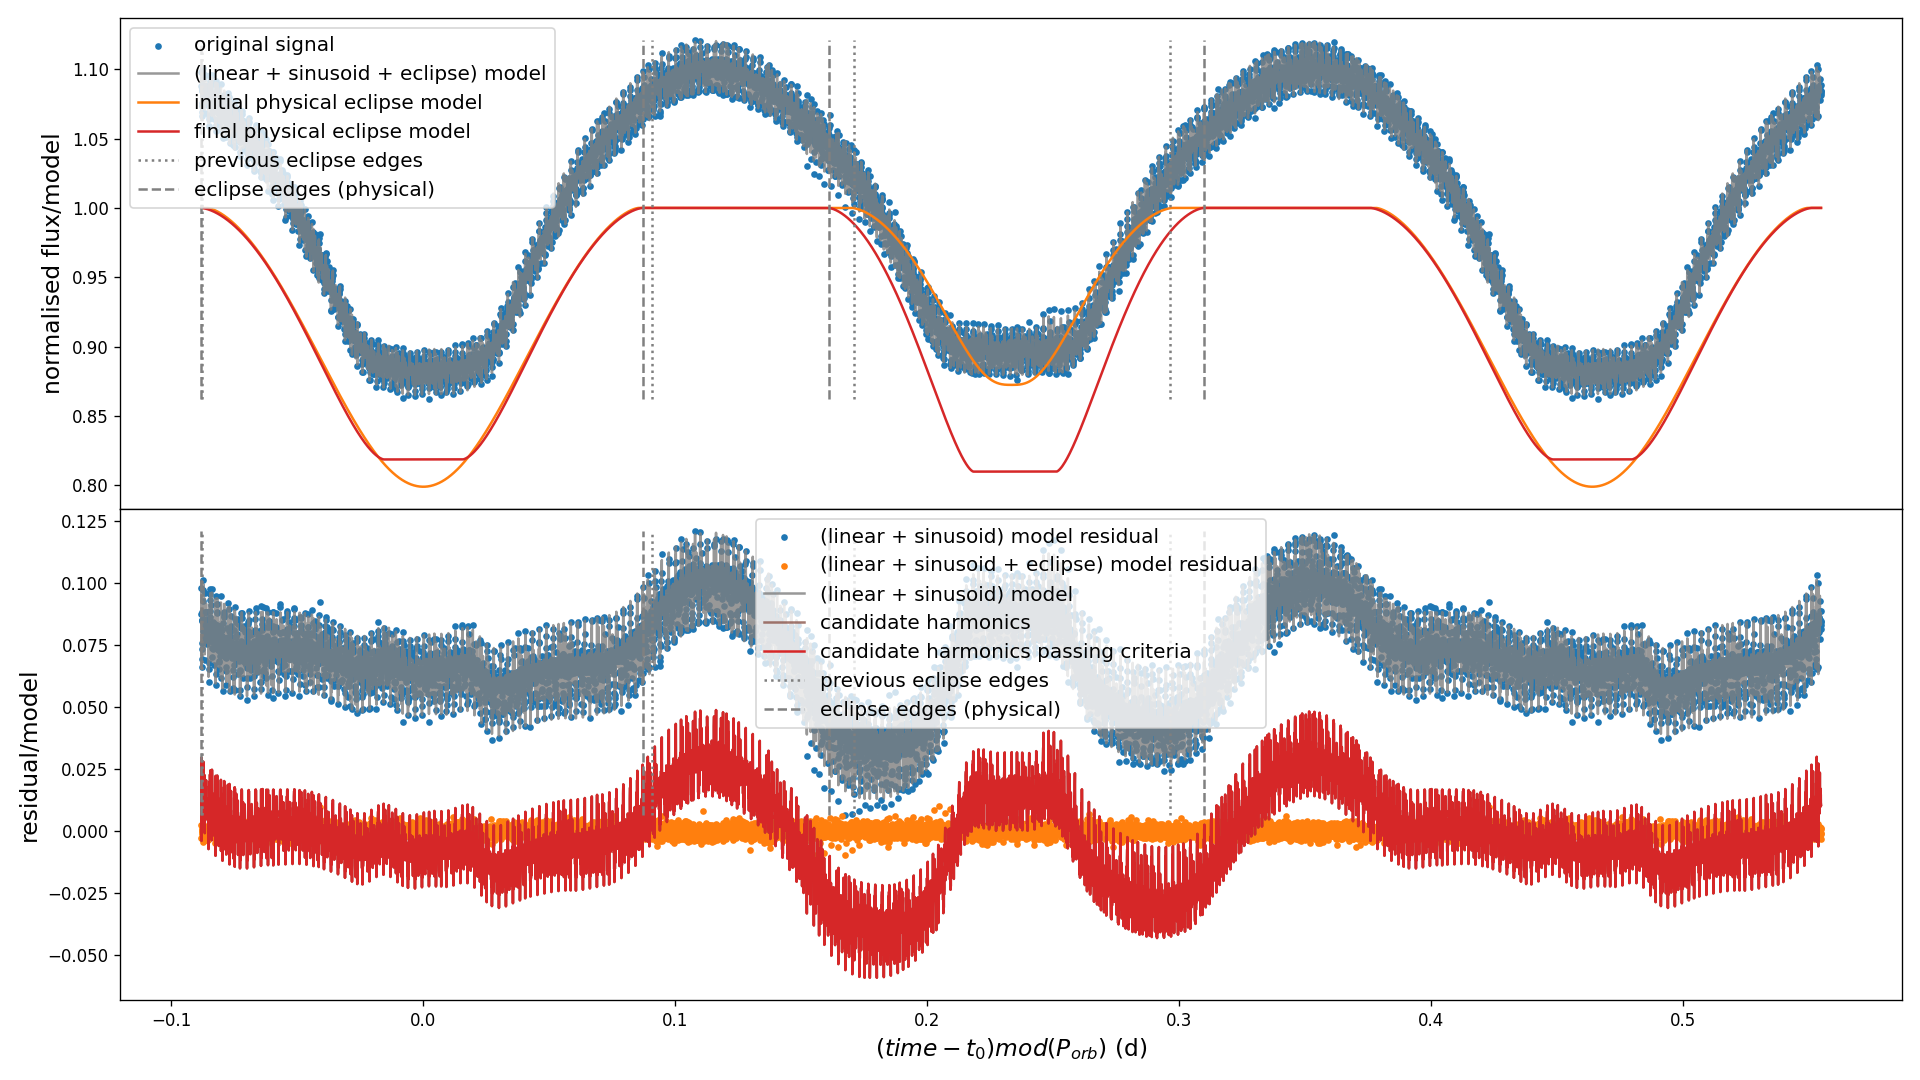 original signal
(linear + sinusoid + eclipse) model
initial physical eclipse model
final physical eclipse model
previous eclipse edges
eclipse edges (physical)
normalised flux/model
1.10
1.05
1.00
0.95
0.90
0.85
0.80
(linear + sinusoid) model residual
(linear + sinusoid + eclipse) model residual
(linear + sinusoid) model
candidate harmonics
candidate harmonics passing criteria
previous eclipse edges
eclipse edges (physical)
residual/model
0.125
0.100
0.075
0.050
0.025
0.000
−0.025
−0.050
−0.1 0.0 0.1 0.2 0.3 0.4 0.5
(time − t₀)mod(P_orb) (d)